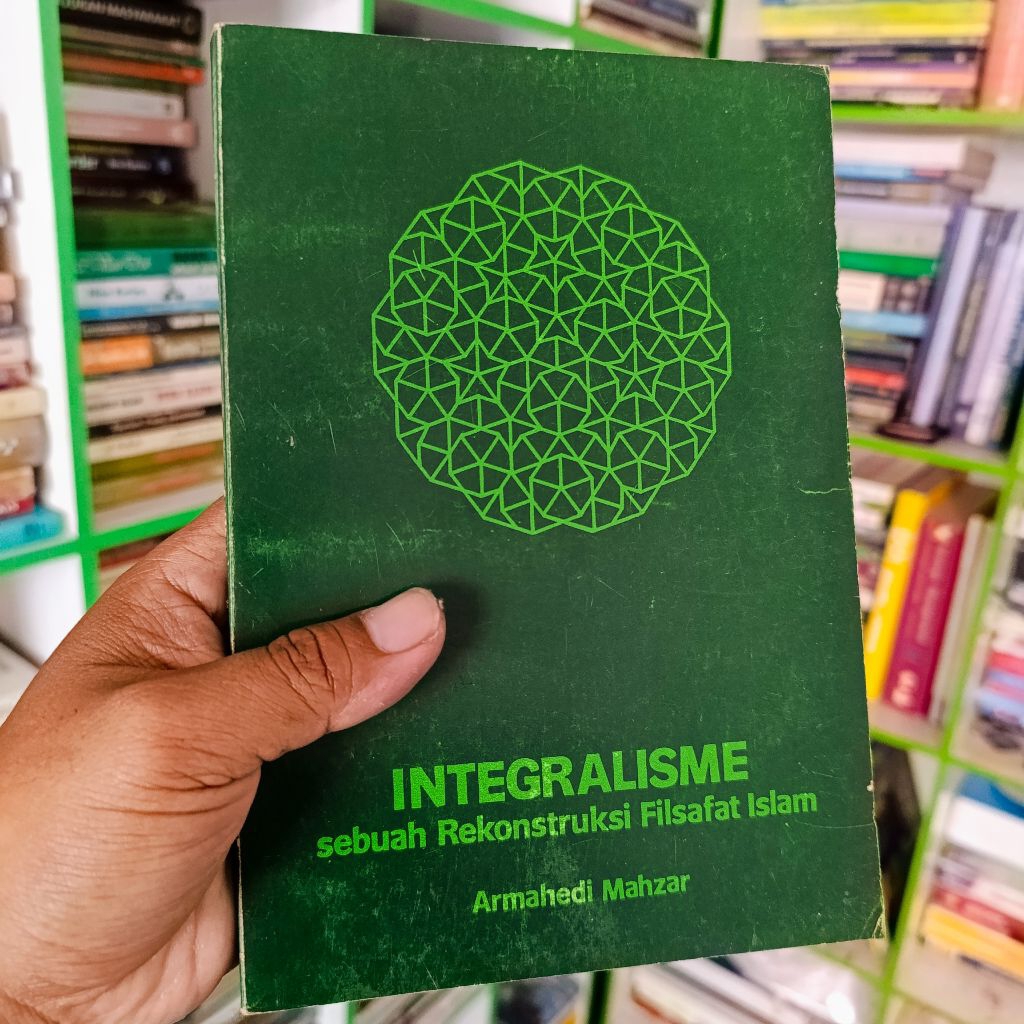 INTEGRALISME
sebuah Rekonstruksi Filsafat Islam
Armahedi Mahzar